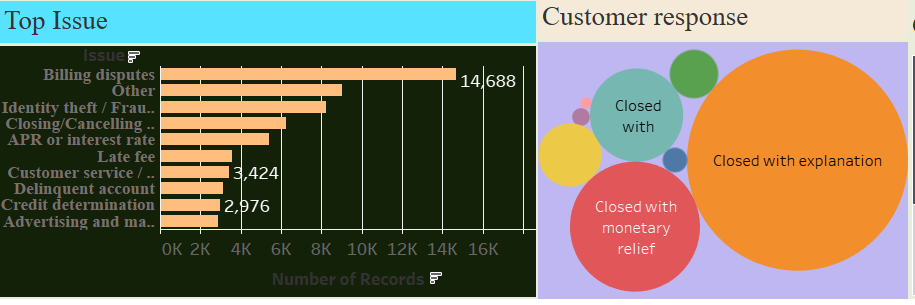 Top Issue
Issue
Billing disputes
14,688
Other
Identity theft / Frau..
Closing/Cancelling ..
APR or interest rate
Late fee
Customer service / ..
3,424
Delinquent account
Credit determination
2,976
Advertising and ma..
0K 2K 4K 6K 8K 10K 12K 14K 16K
Number of Records
Customer response
Closed
with
Closed with explanation
Closed with
monetary
relief